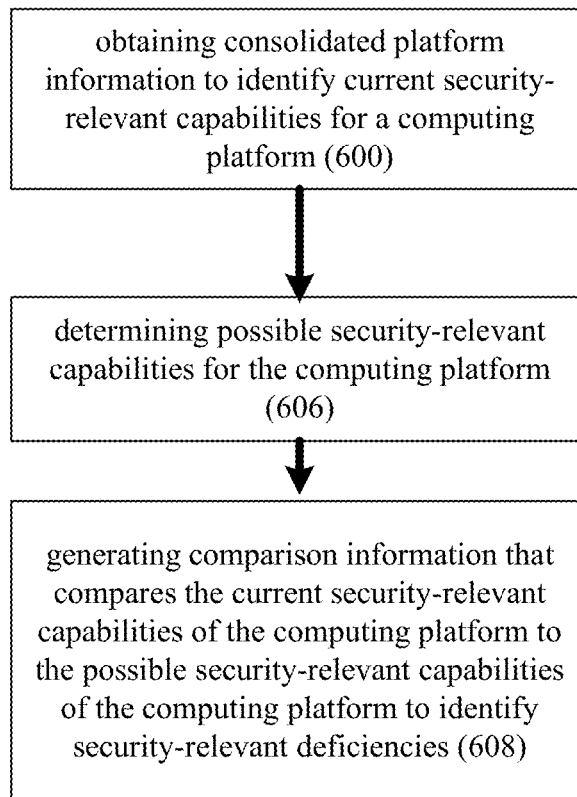 obtaining consolidated platform
information to identify current security-
relevant capabilities for a computing
platform (600)
determining possible security-relevant
capabilities for the computing platform
(606)
generating comparison information that
compares the current security-relevant
capabilities of the computing platform to
the possible security-relevant capabilities
of the computing platform to identify
security-relevant deficiencies (608)